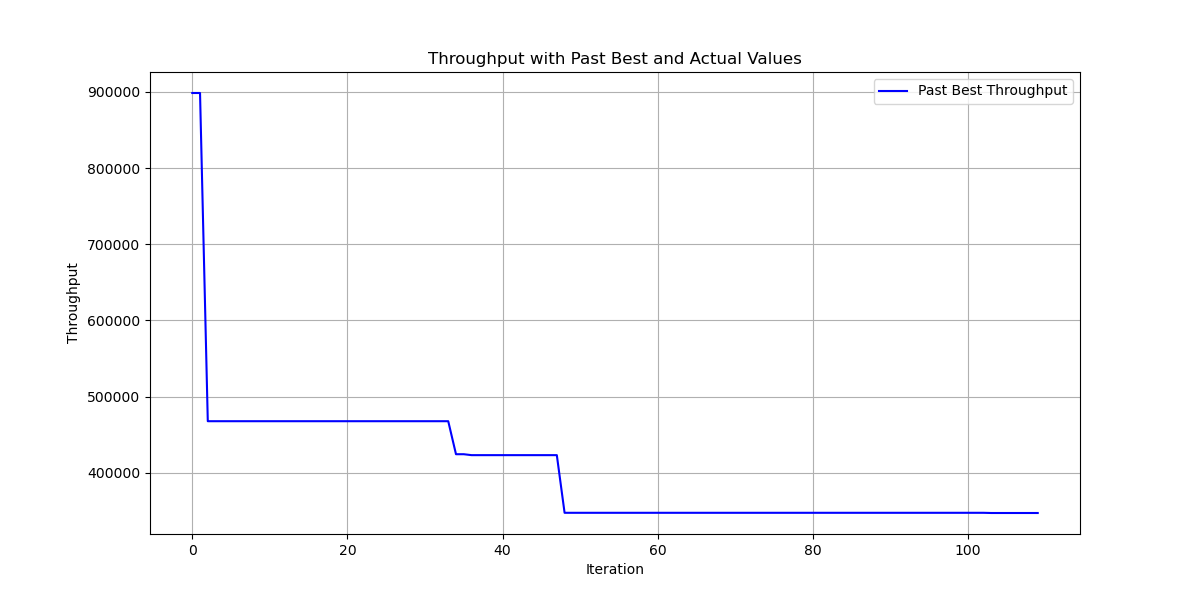 Throughput with Past Best and Actual Values
Past Best Throughput
Throughput
900000
800000
700000
600000
500000
400000
0 20 40 60 80 100
Iteration